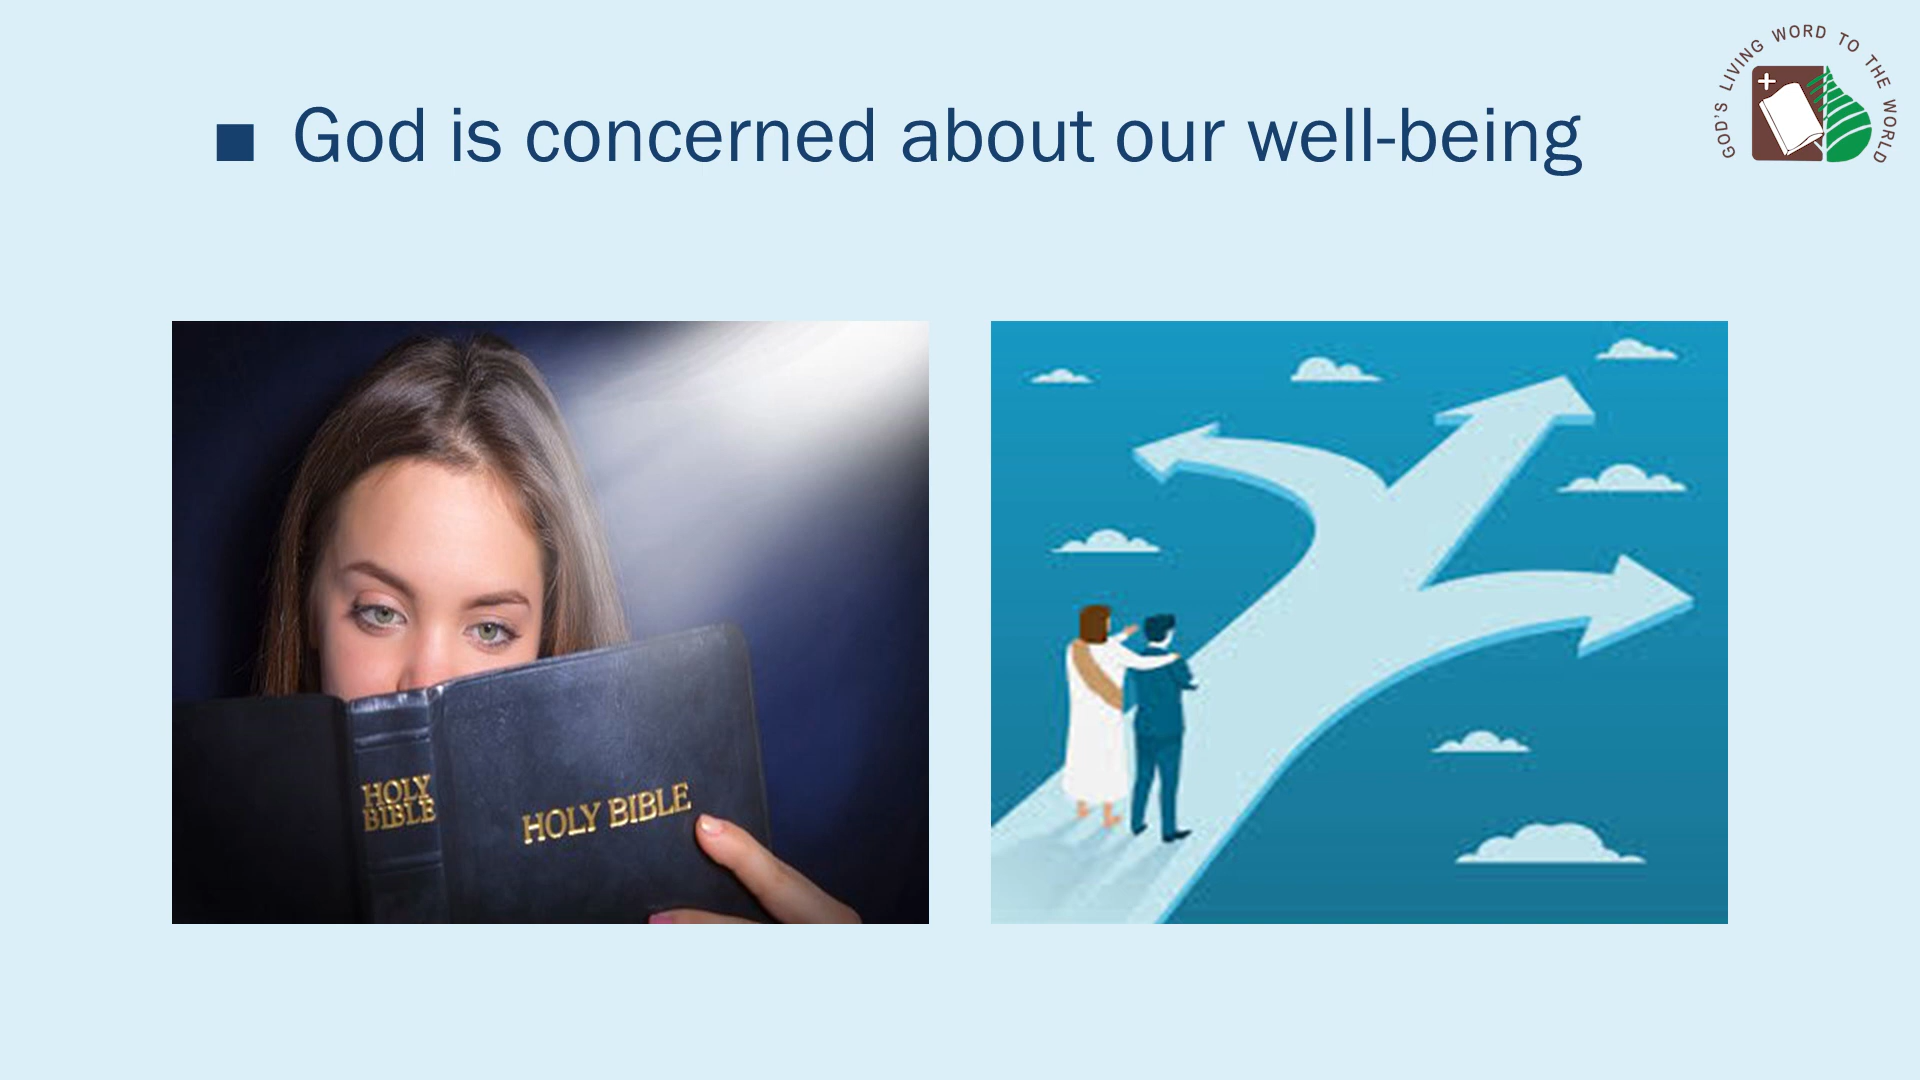 ■ God is concerned about our well-being
GOD'S LIVING WORD TO THE WORLD
HOLY
BIBLE
HOLY BIBLE